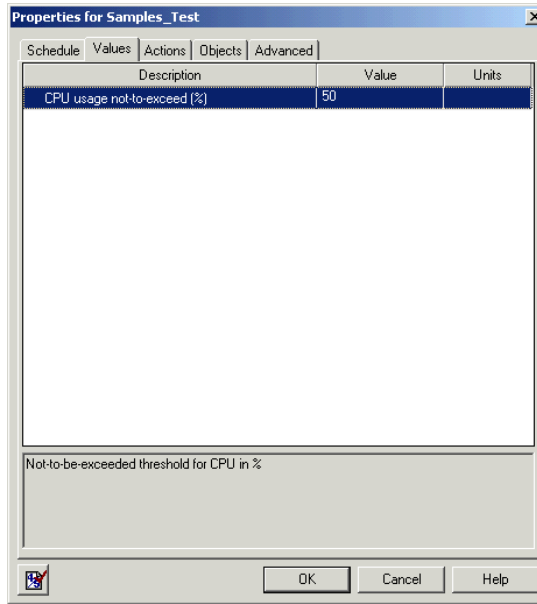 Properties for Samples_Test
Schedule Values Actions Objects Advanced
Description Value Units
CPU usage not-to-exceed (%) 50
Not-to-be-exceeded threshold for CPU in %
OK Cancel Help